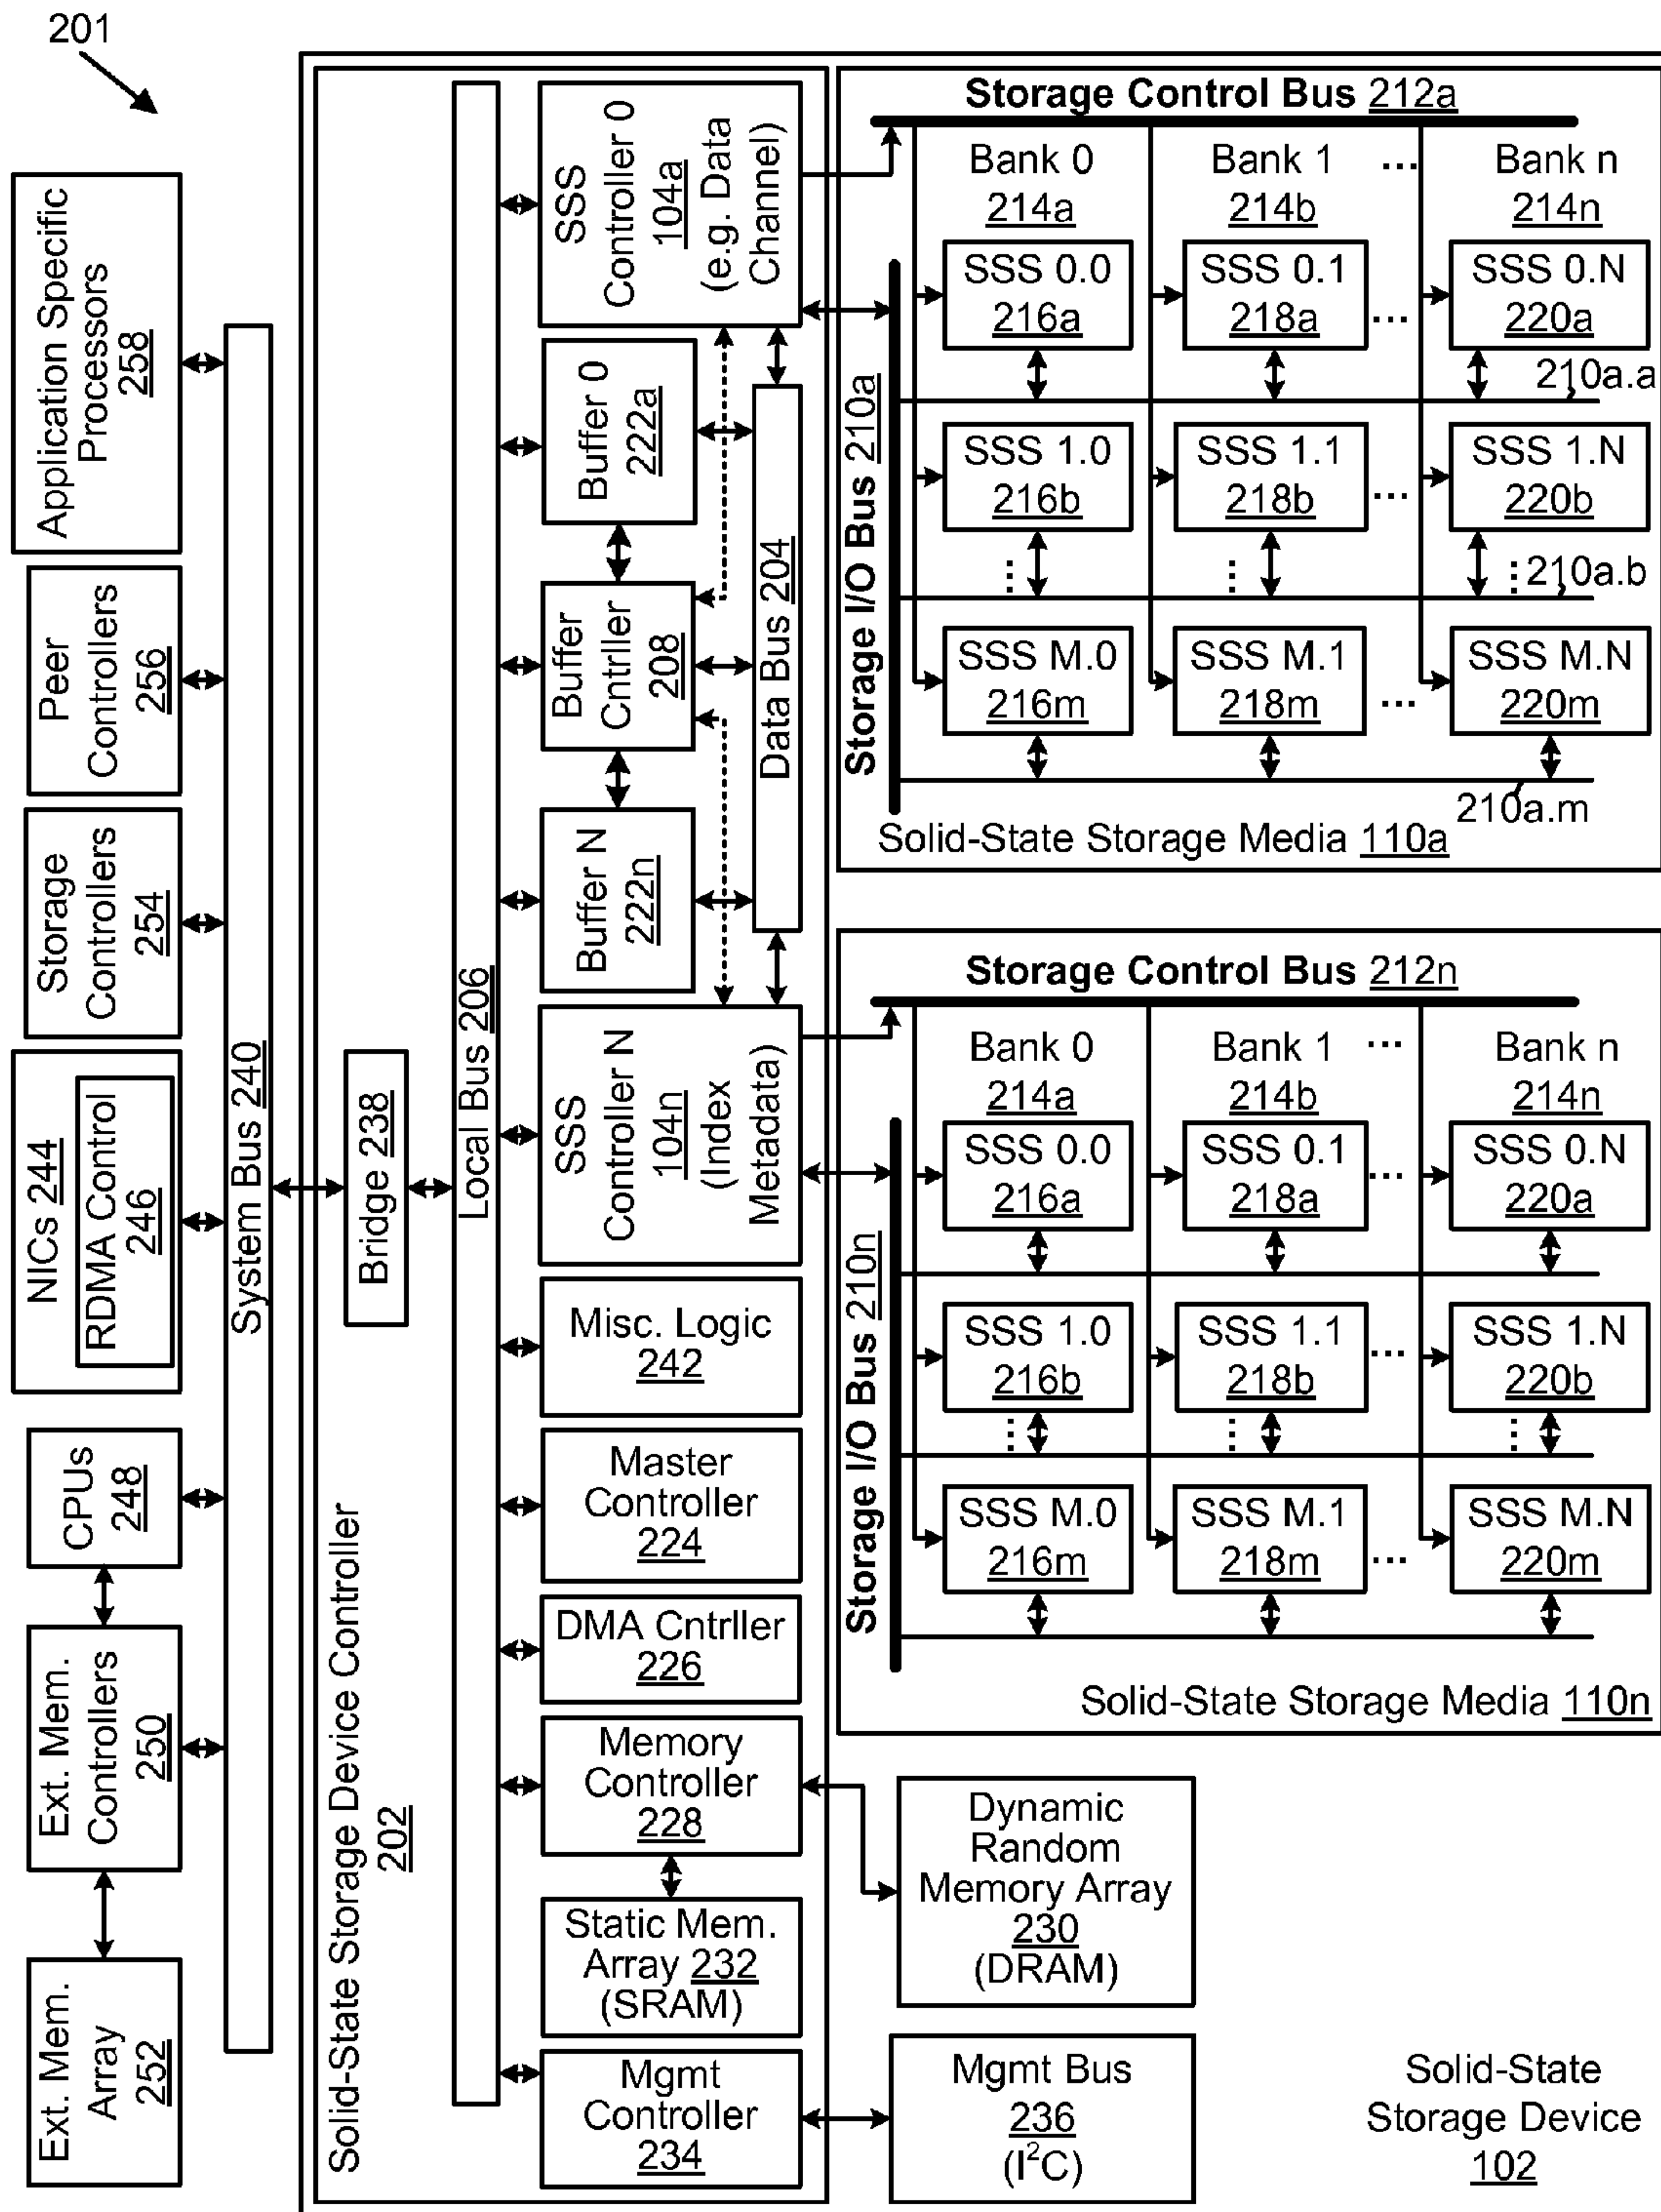 201
Application Specific
Processors
258
Peer
Controllers
256
Storage
Controllers
254
NICs 244
RDMA Control
246
CPUs
248
Ext. Mem.
Controllers
250
Ext. Mem.
Array
252
System Bus 240
Bridge 238
Solid-State Storage Device Controller
202
Local Bus 206
SSS
Controller 0
104a
(e.g. Data
Channel)
Buffer 0
222a
Buffer
Cntrller
208
Data Bus 204
Buffer N
222n
SSS
Controller N
104n
(Index
Metadata)
Misc. Logic
242
Master
Controller
224
DMA Cntrller
226
Memory
Controller
228
Static Mem.
Array 232
(SRAM)
Mgmt
Controller
234
Storage Control Bus 212a
Bank 0
214a
Bank 1
214b
...
Bank n
214n
Storage I/O Bus 210a
SSS 0.0
216a
SSS 0.1
218a
...
SSS 0.N
220a
210a.a
SSS 1.0
216b
SSS 1.1
218b
...
SSS 1.N
220b
...
...
...
210a.b
SSS M.0
216m
SSS M.1
218m
...
SSS M.N
220m
210a.m
Solid-State Storage Media 110a
Storage Control Bus 212n
Bank 0
214a
Bank 1
214b
...
Bank n
214n
Storage I/O Bus 210n
SSS 0.0
216a
SSS 0.1
218a
...
SSS 0.N
220a
SSS 1.0
216b
SSS 1.1
218b
...
SSS 1.N
220b
...
...
...
SSS M.0
216m
SSS M.1
218m
...
SSS M.N
220m
Solid-State Storage Media 110n
Dynamic
Random
Memory Array
230
(DRAM)
Mgmt Bus
236
(I²C)
Solid-State
Storage Device
102